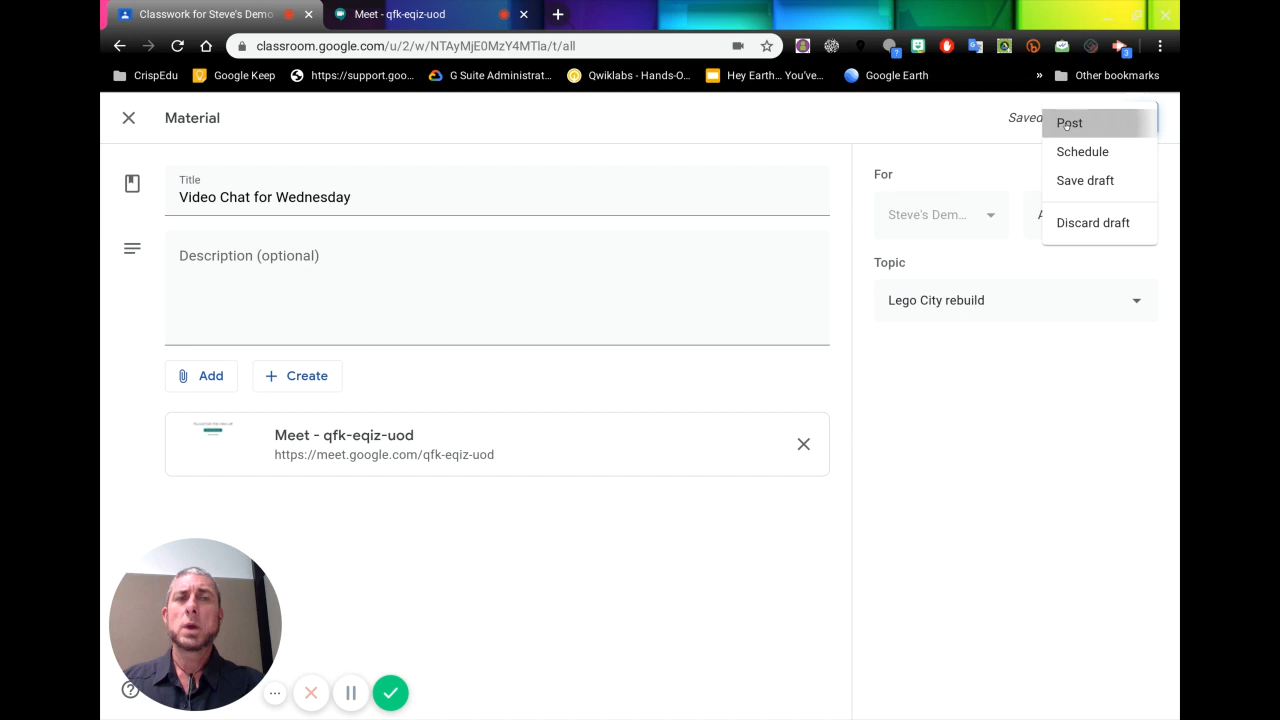 Classwork for Steve's Demo
Meet - qfk-eqiz-uod
classroom.google.com/u/2/w/NTAyMjE0MzY4MTIa/t/all
?
3
CrispEdu
Google Keep
https://support.goo...
G Suite Administrat...
Qwiklabs - Hands-O...
Hey Earth... You've...
Google Earth
»
Other bookmarks
Material
Saved
Post
Schedule
Save draft
Discard draft
Title
Video Chat for Wednesday
Description (optional)
For
Steve's Dem...
A
Topic
Lego City rebuild
Add
Create
Meet - qfk-eqiz-uod
https://meet.google.com/qfk-eqiz-uod